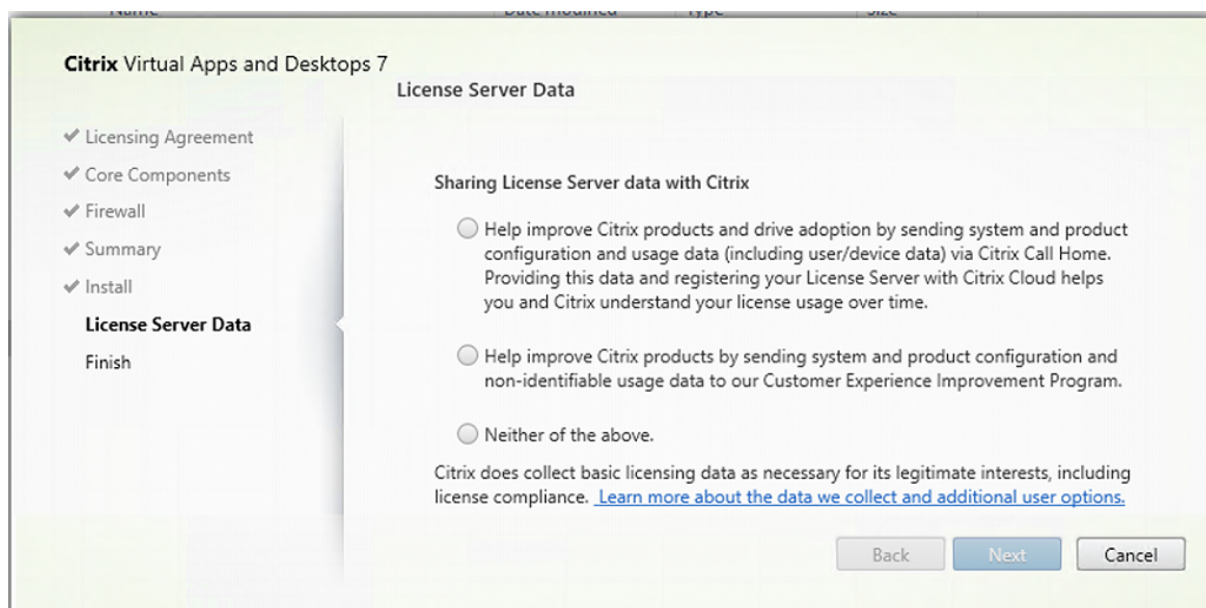 Name Date modified Type Size
Citrix Virtual Apps and Desktops 7
License Server Data
Licensing Agreement
Core Components
Firewall
Summary
Install
License Server Data
Finish
Sharing License Server data with Citrix
Help improve Citrix products and drive adoption by sending system and product
configuration and usage data (including user/device data) via Citrix Call Home.
Providing this data and registering your License Server with Citrix Cloud helps
you and Citrix understand your license usage over time.
Help improve Citrix products by sending system and product configuration and
non-identifiable usage data to our Customer Experience Improvement Program.
Neither of the above.
Citrix does collect basic licensing data as necessary for its legitimate interests, including
license compliance. Learn more about the data we collect and additional user options.
Back Next Cancel